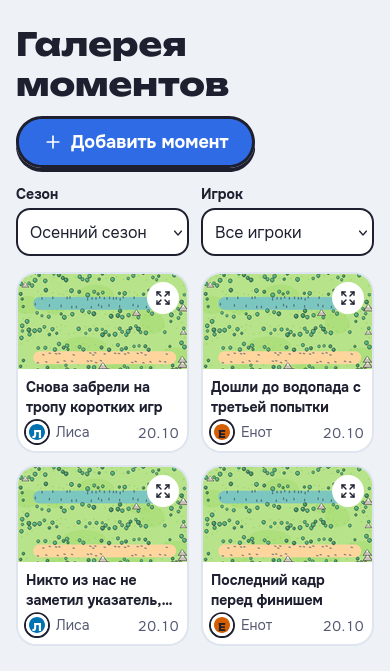 Галерея
моментов
+ Добавить момент
Сезон
Игрок
Осенний сезон
Все игроки
Снова забрели на
тропу коротких игр
Л Лиса 20.10
Дошли до водопада с
третьей попытки
Е Енот 20.10
Никто из нас не
заметил указатель,...
Л Лиса 20.10
Последний кадр
перед финишем
Е Енот 20.10